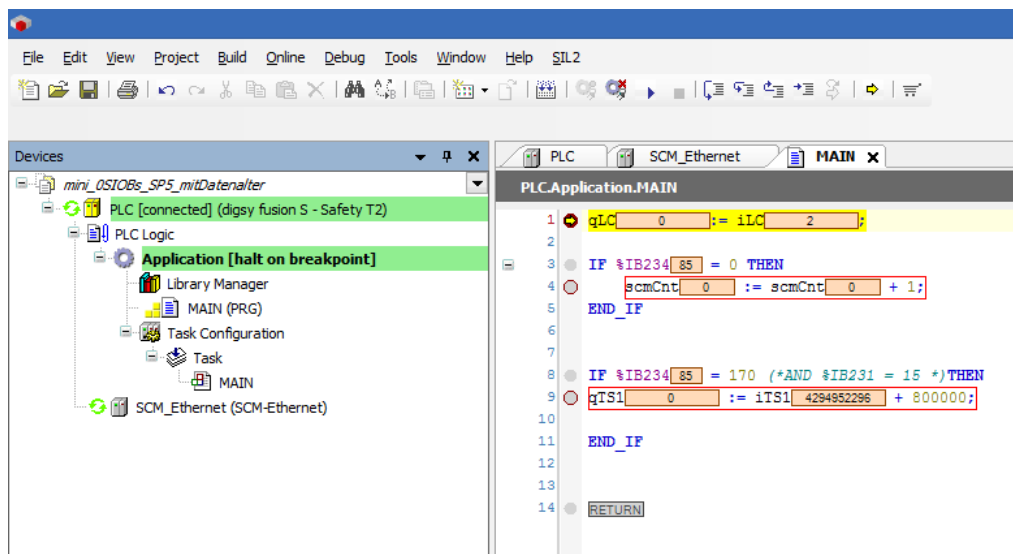 File Edit View Project Build Online Debug Tools Window Help SIL2
Devices
mini_0SIOBs_SP5_mitDatenalter
PLC [connected] (digsy fusion S - Safety T2)
PLC Logic
Application [halt on breakpoint]
Library Manager
MAIN (PRG)
Task Configuration
Task
MAIN
SCM_Ethernet (SCM-Ethernet)
PLC SCM_Ethernet MAIN
PLC.Application.MAIN
1 qLC 0 := iLC 2 ;
2
3 IF %IB234 85 = 0 THEN
4 scmCnt 0 := scmCnt 0 + 1;
5 END_IF
6
7
8 IF %IB234 85 = 170 (*AND %IB231 = 15 *)THEN
9 qTS1 0 := iTS1 4294952296 + 800000;
10
11 END_IF
12
13
14 RETURN